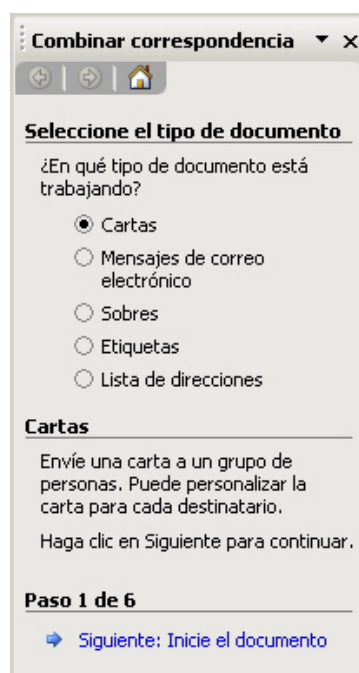 Combinar correspondencia
Seleccione el tipo de documento
¿En qué tipo de documento está
trabajando?
Cartas
Mensajes de correo
electrónico
Sobres
Etiquetas
Lista de direcciones
Cartas
Envíe una carta a un grupo de
personas. Puede personalizar la
carta para cada destinatario.
Haga clic en Siguiente para continuar.
Paso 1 de 6
Siguiente: Inicie el documento